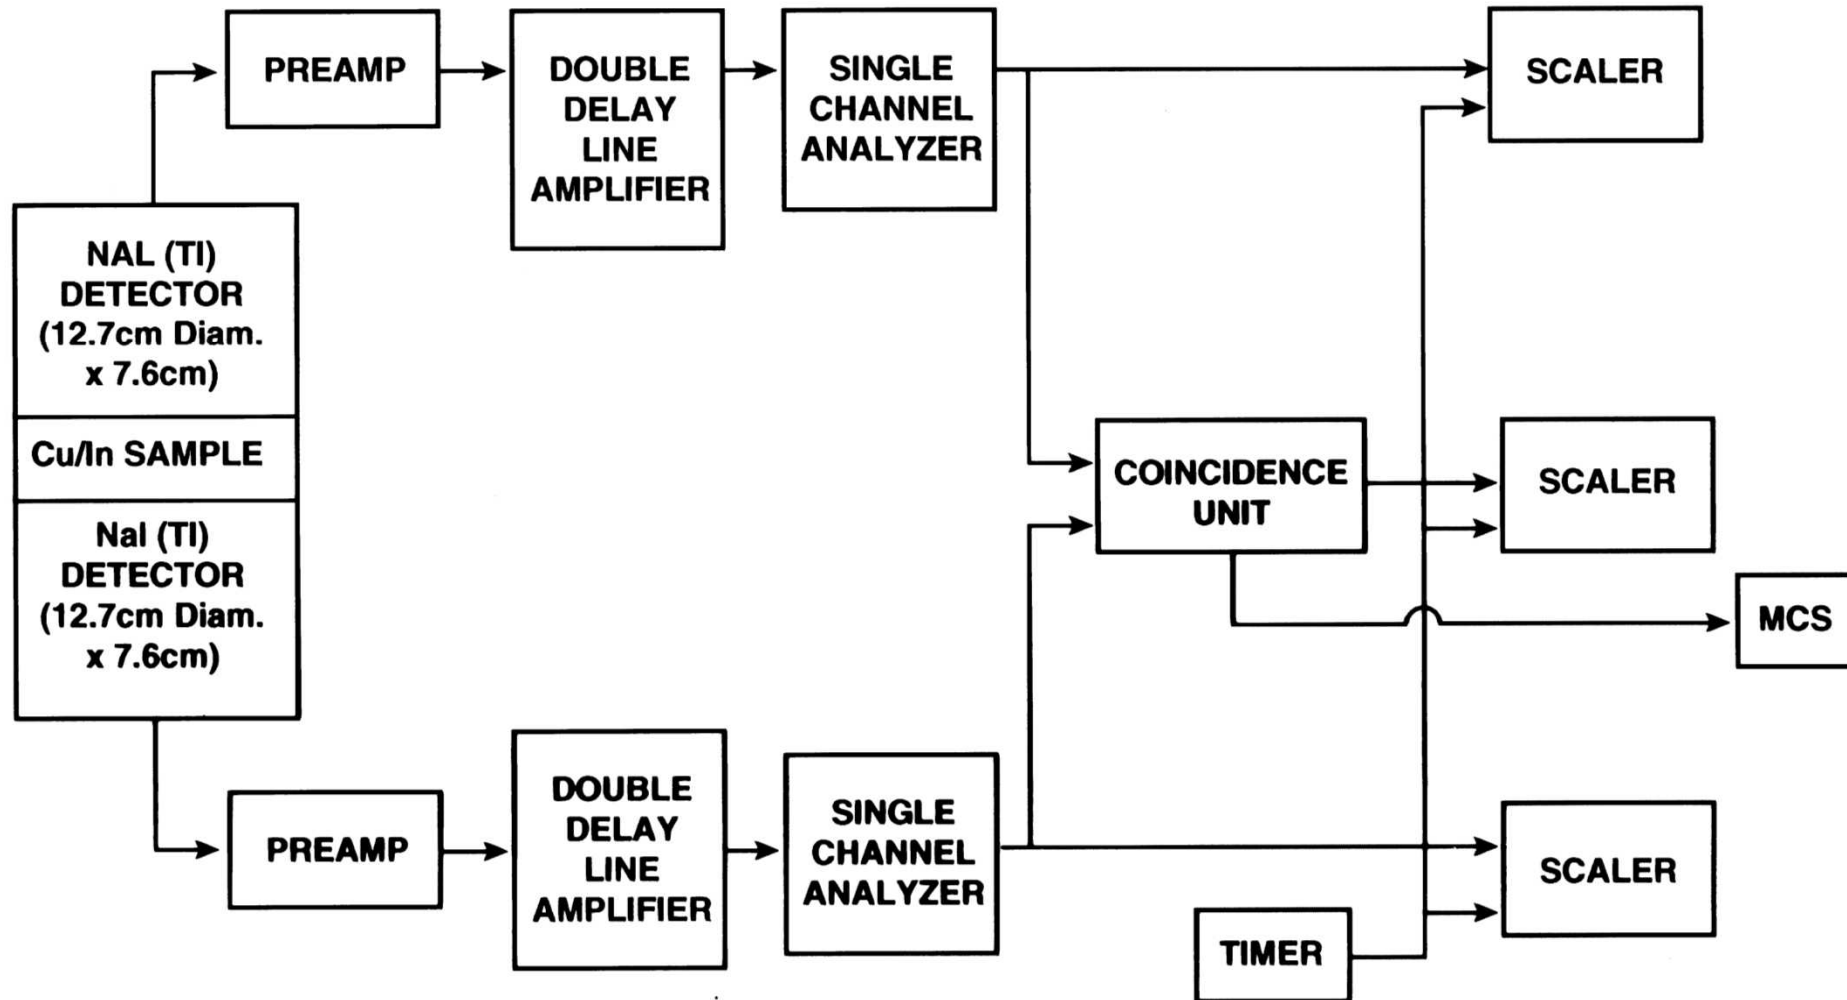 PREAMP
DOUBLE
DELAY
LINE
AMPLIFIER
SINGLE
CHANNEL
ANALYZER
SCALER
NAL (TI)
DETECTOR
(12.7cm Diam.
x 7.6cm)
Cu/In SAMPLE
NaI (TI)
DETECTOR
(12.7cm Diam.
x 7.6cm)
COINCIDENCE
UNIT
SCALER
MCS
PREAMP
DOUBLE
DELAY
LINE
AMPLIFIER
SINGLE
CHANNEL
ANALYZER
SCALER
TIMER